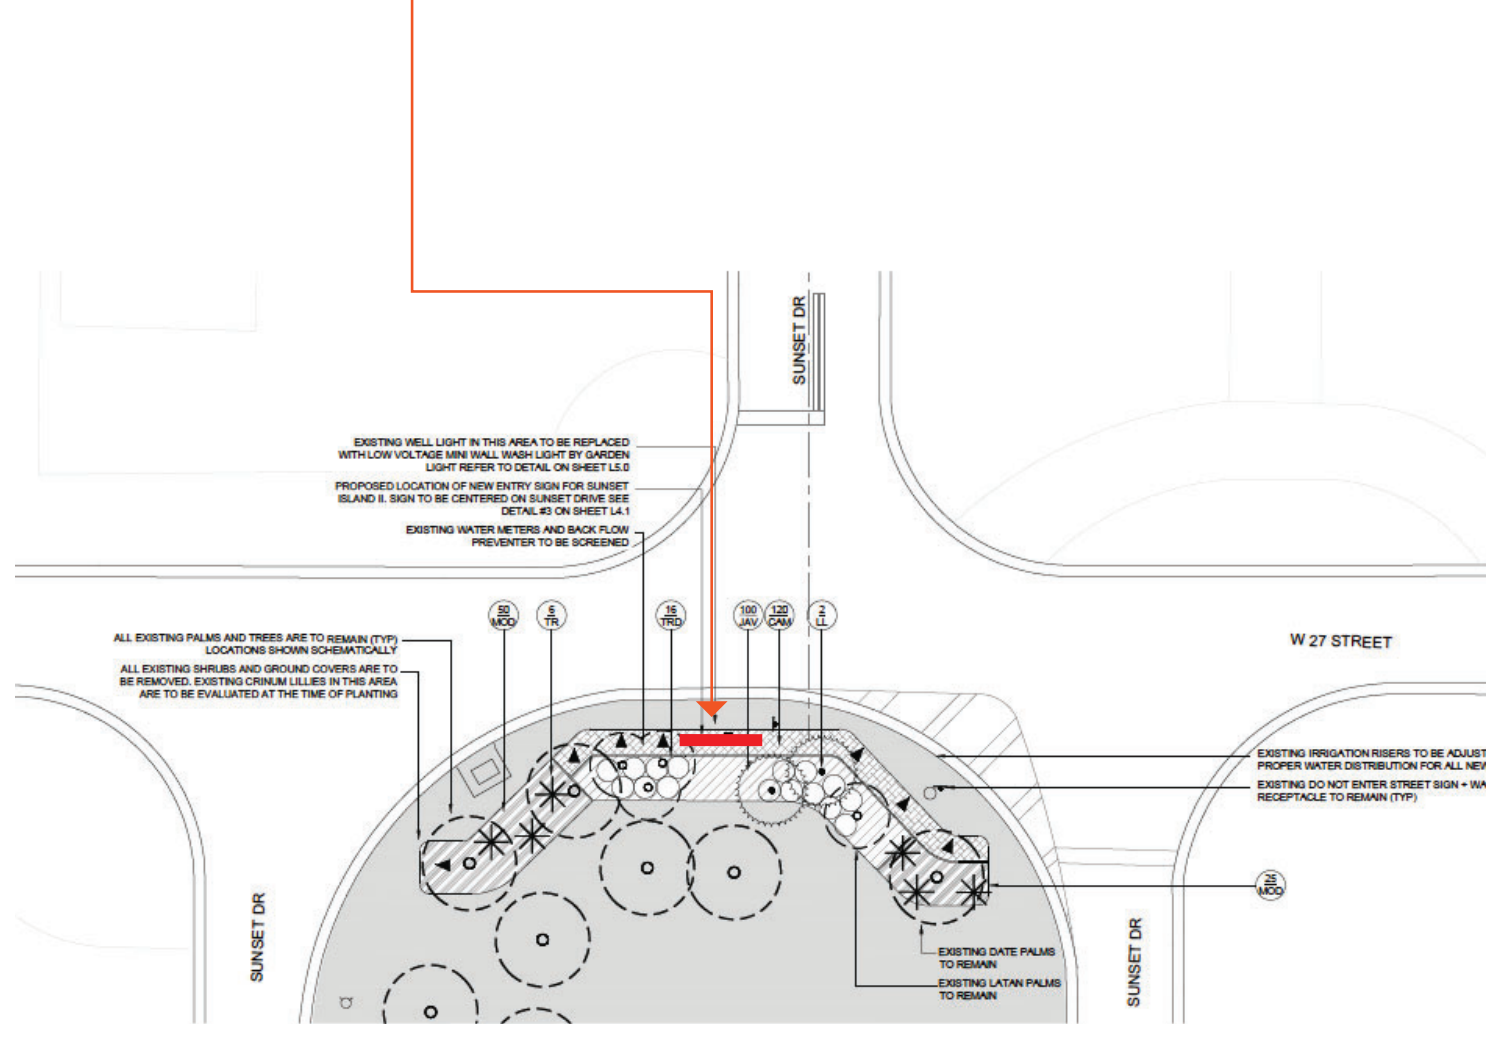 SUNSET DR
EXISTING WELL LIGHT IN THIS AREA TO BE REPLACED
WITH LOW VOLTAGE MINI WALL WASH LIGHT BY GARDEN
LIGHT REFER TO DETAIL ON SHEET L5.0
PROPOSED LOCATION OF NEW ENTRY SIGN FOR SUNSET
ISLAND II. SIGN TO BE CENTERED ON SUNSET DRIVE SEE
DETAIL #3 ON SHEET L4.1
EXISTING WATER METERS AND BACK FLOW
PREVENTER TO BE SCREENED
50
MOD
6
TR
16
TRD
100
JAV
120
CAM
2
LL
ALL EXISTING PALMS AND TREES ARE TO REMAIN (TYP)
LOCATIONS SHOWN SCHEMATICALLY
ALL EXISTING SHRUBS AND GROUND COVERS ARE TO
BE REMOVED. EXISTING CRINUM LILLIES IN THIS AREA
ARE TO BE EVALUATED AT THE TIME OF PLANTING
W 27 STREET
EXISTING IRRIGATION RISERS TO BE ADJUST
PROPER WATER DISTRIBUTION FOR ALL NEW
EXISTING DO NOT ENTER STREET SIGN + WA
RECEPTACLE TO REMAIN (TYP)
25
MOD
SUNSET DR
EXISTING DATE PALMS
TO REMAIN
EXISTING LATAN PALMS
TO REMAIN
SUNSET DR